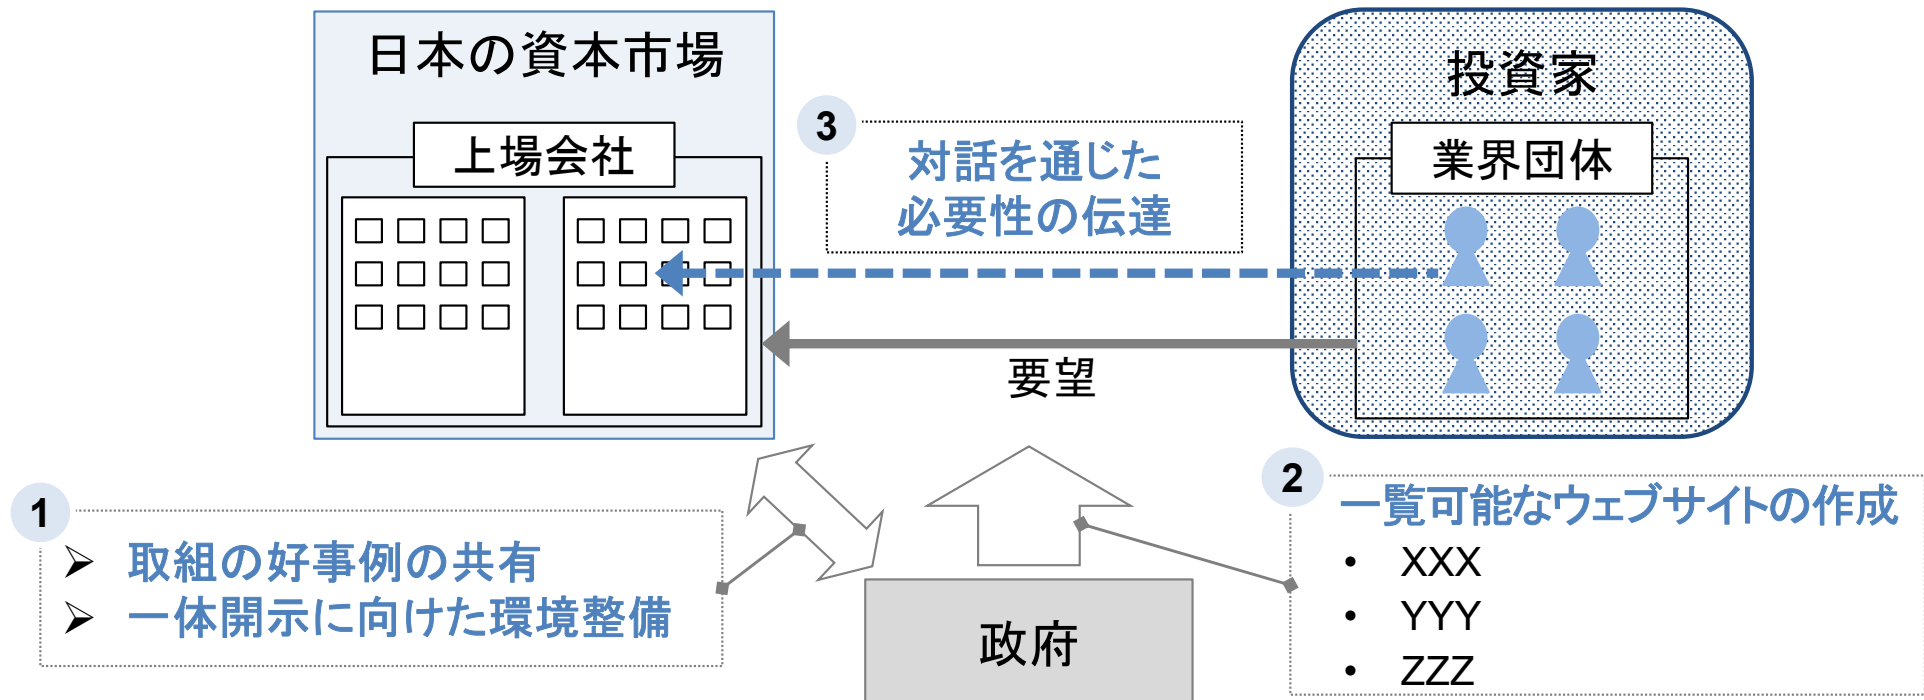 日本の資本市場
上場会社
投資家
業界団体
3
対話を通じた
必要性の伝達
要望
1
➢ 取組の好事例の共有
➢ 一体開示に向けた環境整備
2
一覧可能なウェブサイトの作成
• XXX
• YYY
• ZZZ
政府